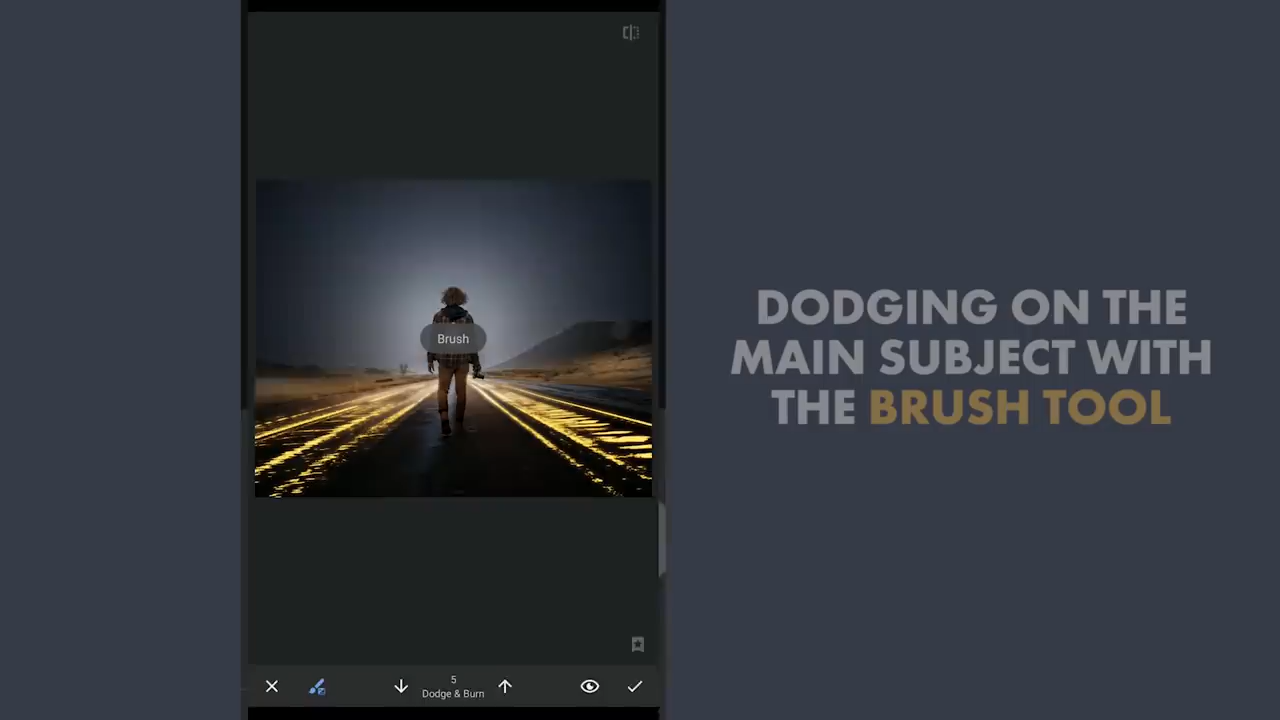 Brush
DODGING ON THE
MAIN SUBJECT WITH
THE BRUSH TOOL
5
Dodge & Burn